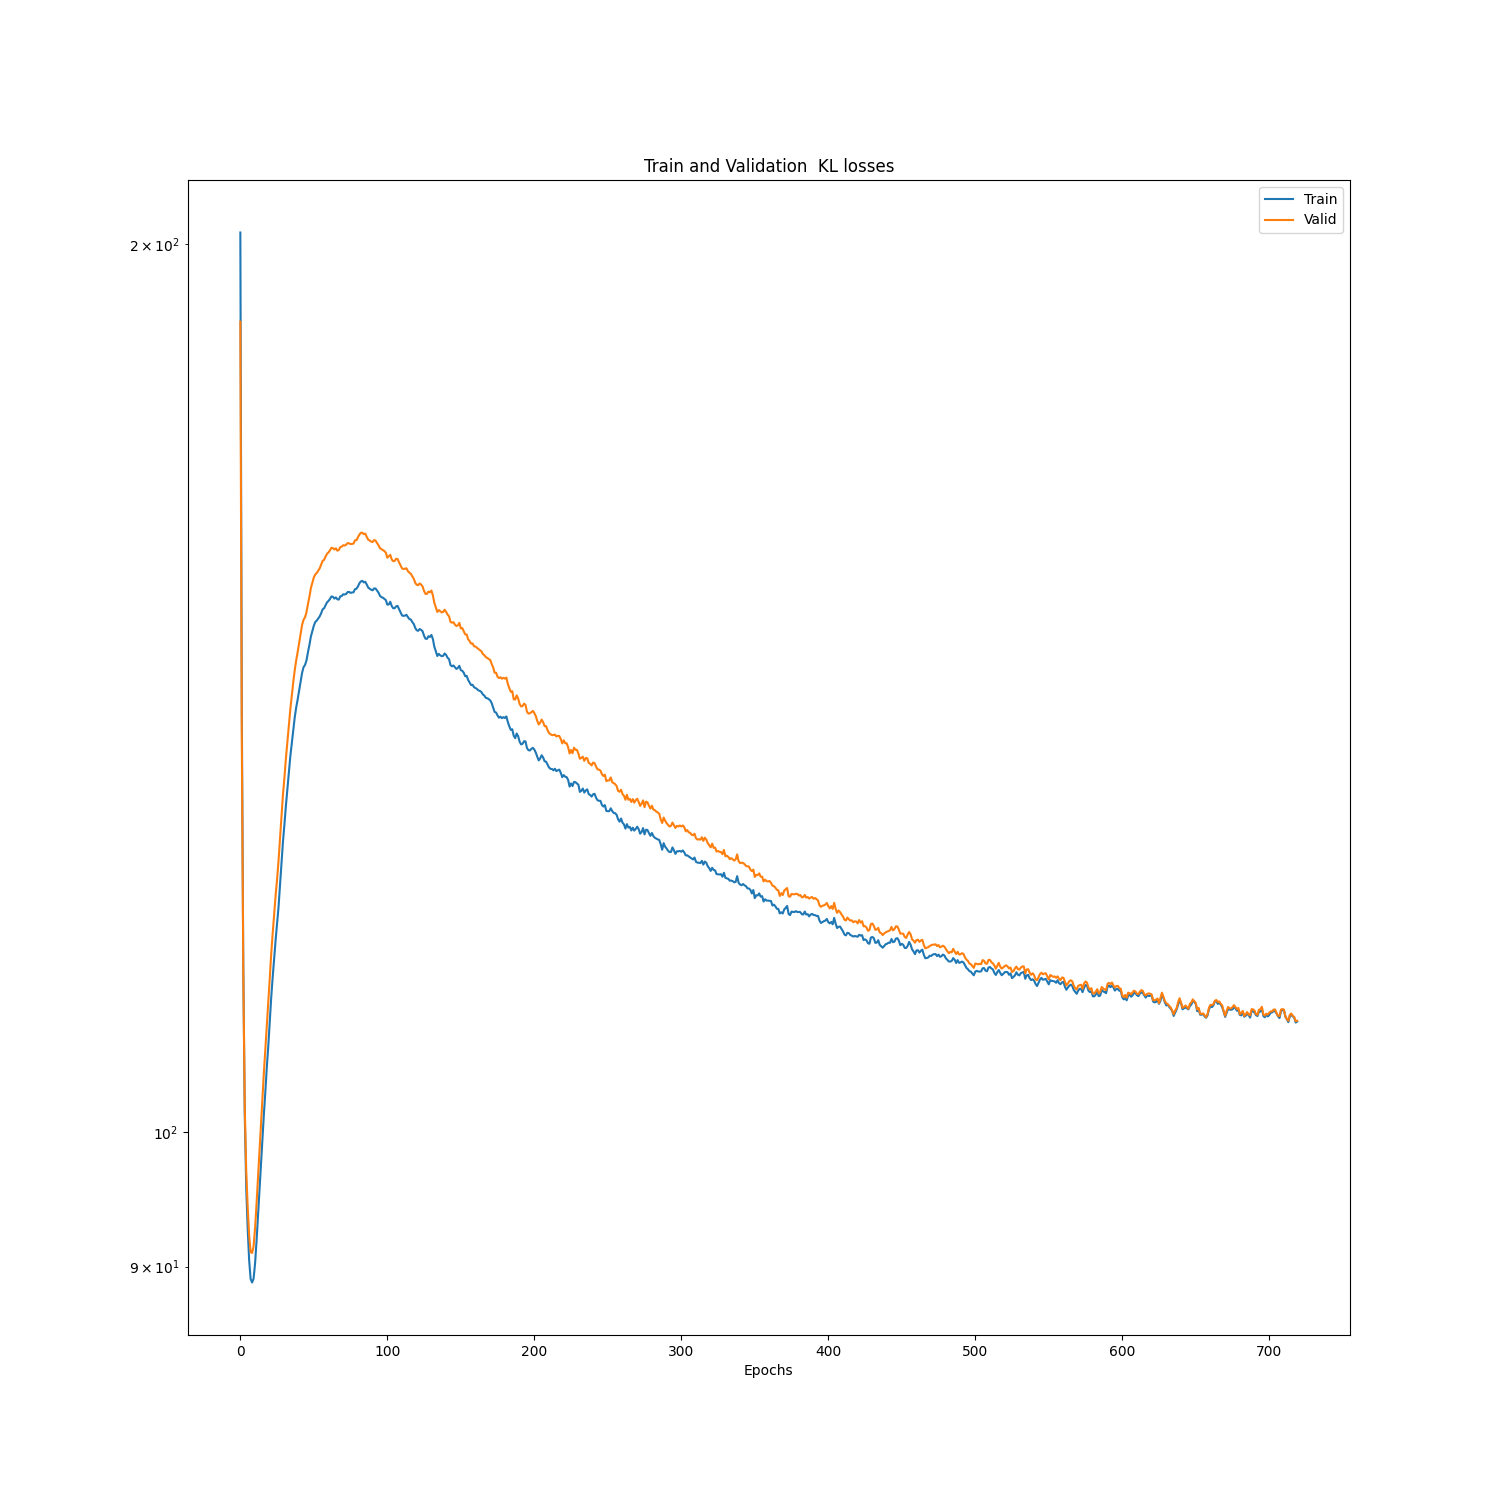 Train and Validation  KL losses
Train
Valid
2 × 10²
10²
9 × 10¹
0 100 200 300 400 500 600 700
Epochs